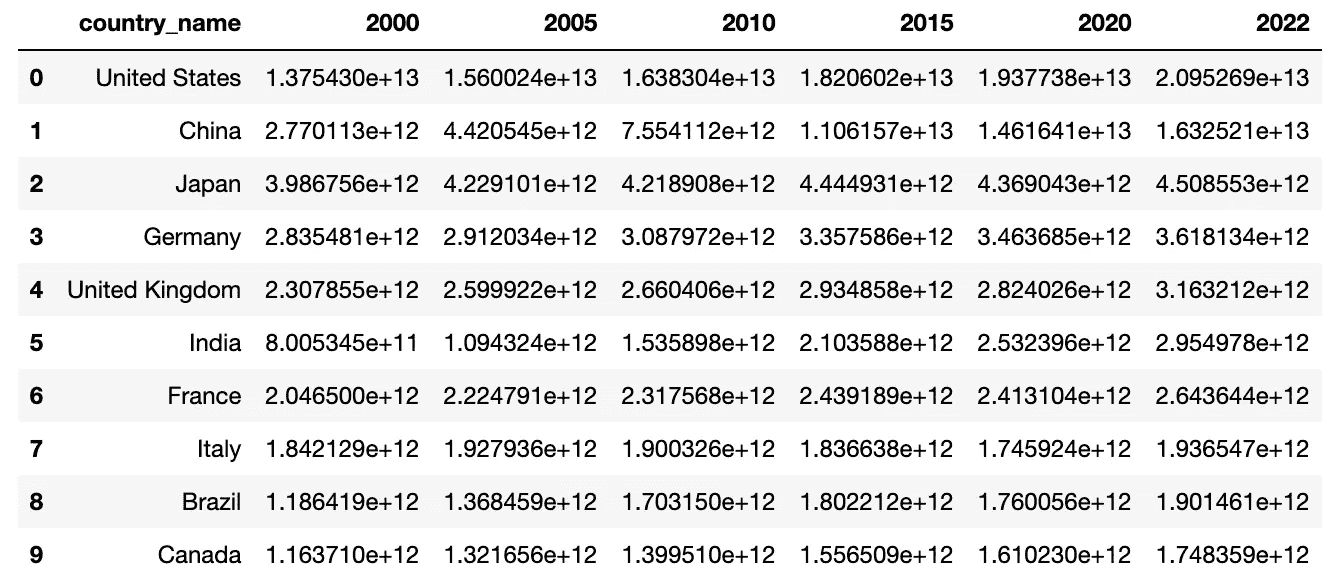 country_name 2000 2005 2010 2015 2020 2022
0 United States 1.375430e+13 1.560024e+13 1.638304e+13 1.820602e+13 1.937738e+13 2.095269e+13
1 China 2.770113e+12 4.420545e+12 7.554112e+12 1.106157e+13 1.461641e+13 1.632521e+13
2 Japan 3.986756e+12 4.229101e+12 4.218908e+12 4.444931e+12 4.369043e+12 4.508553e+12
3 Germany 2.835481e+12 2.912034e+12 3.087972e+12 3.357586e+12 3.463685e+12 3.618134e+12
4 United Kingdom 2.307855e+12 2.599922e+12 2.660406e+12 2.934858e+12 2.824026e+12 3.163212e+12
5 India 8.005345e+11 1.094324e+12 1.535898e+12 2.103588e+12 2.532396e+12 2.954978e+12
6 France 2.046500e+12 2.224791e+12 2.317568e+12 2.439189e+12 2.413104e+12 2.643644e+12
7 Italy 1.842129e+12 1.927936e+12 1.900326e+12 1.836638e+12 1.745924e+12 1.936547e+12
8 Brazil 1.186419e+12 1.368459e+12 1.703150e+12 1.802212e+12 1.760056e+12 1.901461e+12
9 Canada 1.163710e+12 1.321656e+12 1.399510e+12 1.556509e+12 1.610230e+12 1.748359e+12